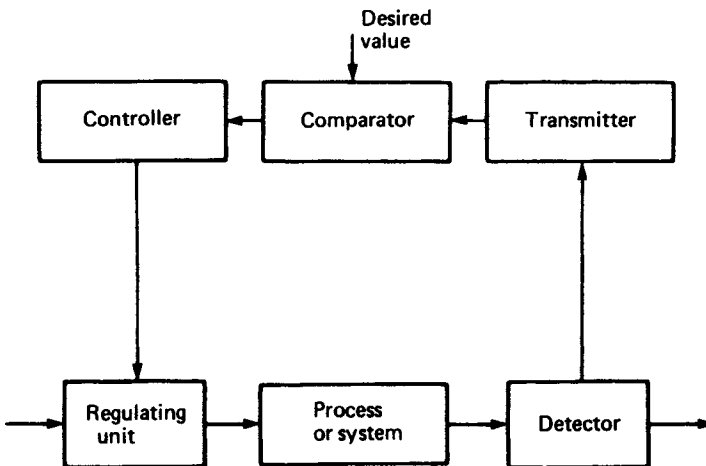 Desired
value
Controller
Comparator
Transmitter
Regulating
unit
Process
or system
Detector